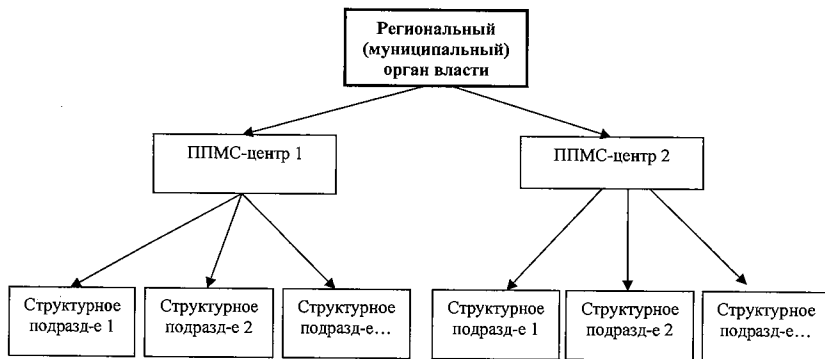 Региональный
(муниципальный)
орган власти
ППМС-центр 1
ППМС-центр 2
Структурное
подразд-е 1
Структурное
подразд-е 2
Структурное
подразд-е...
Структурное
подразд-е 1
Структурное
подразд-е 2
Структурное
подразд-е...